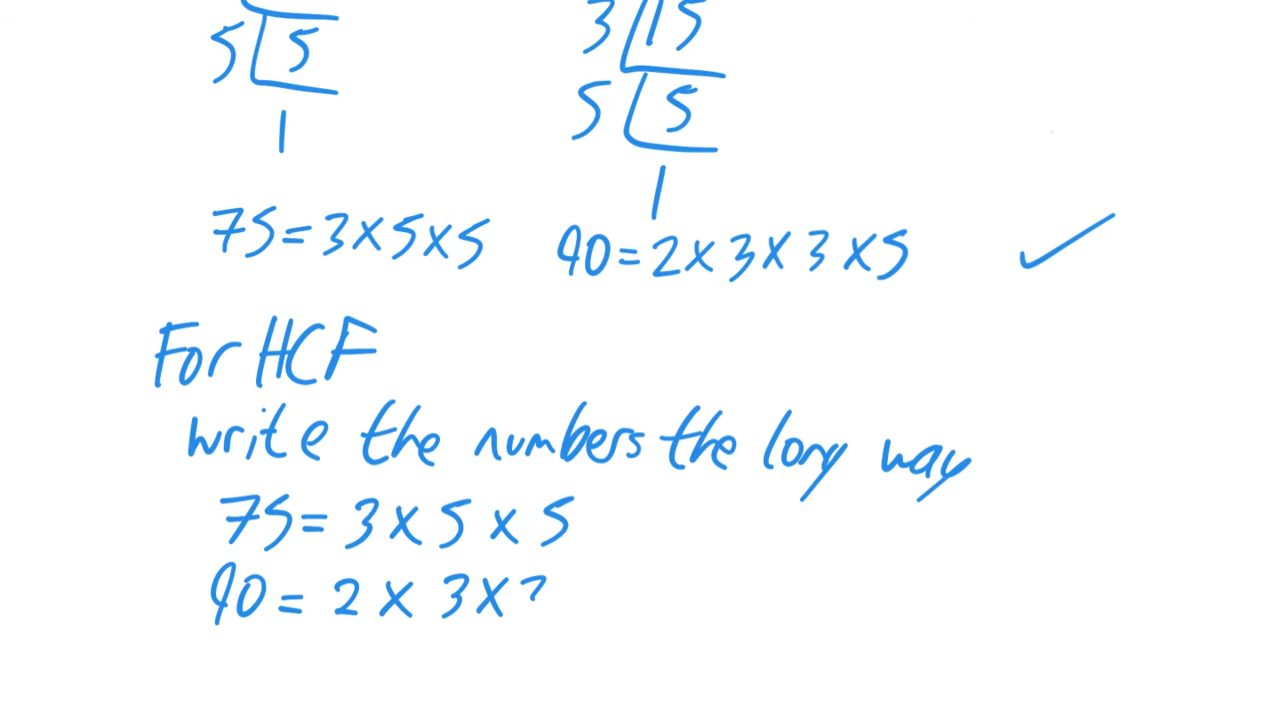 5 5 3 15
1 5 5
1
75=3×5×5 90=2×3×3×5 ✓
For HCF
write the numbers the long way
75=3×5×5
90=2×3×